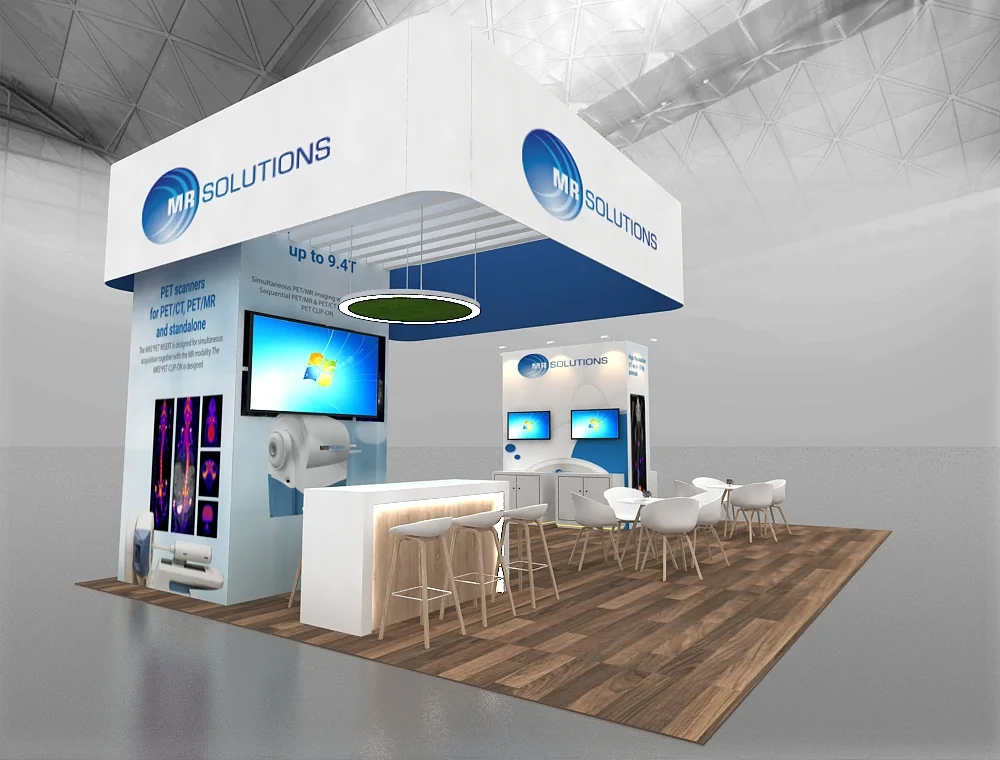 MR SOLUTIONS
MR SOLUTIONS
up to 9.4T
Simultaneous PET/MR imaging
Sequential PET/MR & PET/CT
PET CLIP-ON
PET scanners
for PET/CT, PET/MR
and standalone
The MRS*PET INSERT is designed for simultaneous
acquisition together with the MR modality. The
MRS*PET CLIP-ON is designed
MR SOLUTIONS